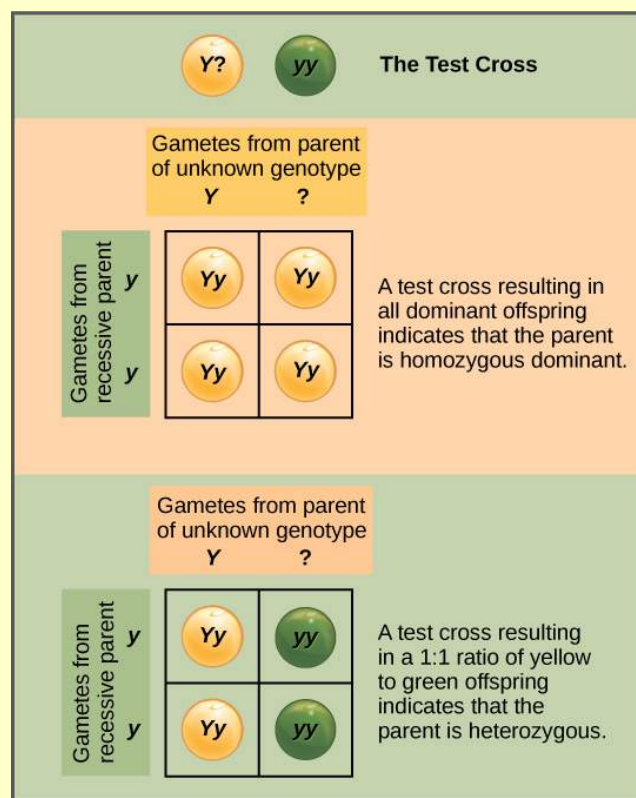 Y? yy The Test Cross
Gametes from parent
of unknown genotype
Y ?
Gametes from
recessive parent
y Yy Yy
y Yy Yy
A test cross resulting in
all dominant offspring
indicates that the parent
is homozygous dominant.
Gametes from parent
of unknown genotype
Y ?
Gametes from
recessive parent
y Yy yy
y Yy yy
A test cross resulting
in a 1:1 ratio of yellow
to green offspring
indicates that the
parent is heterozygous.